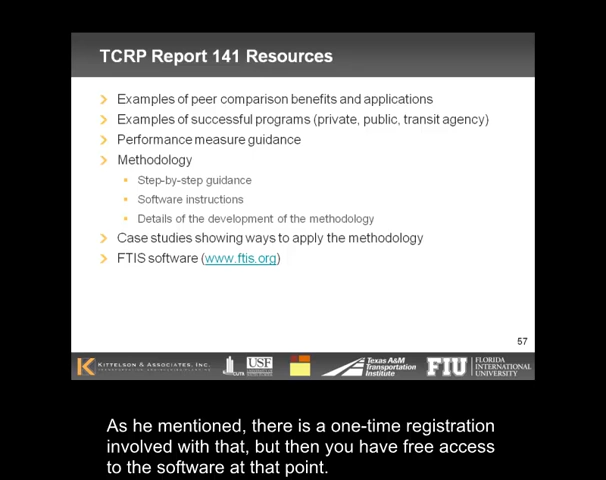 TCRP Report 141 Resources
Examples of peer comparison benefits and applications
Examples of successful programs (private, public, transit agency)
Performance measure guidance
Methodology
Step-by-step guidance
Software instructions
Details of the development of the methodology
Case studies showing ways to apply the methodology
FTIS software (www.ftis.org)
57
KITTELSON & ASSOCIATES, INC.
CUTR
USF
Texas A&M
Transportation
Institute
FIU
FLORIDA
INTERNATIONAL
UNIVERSITY
As he mentioned, there is a one-time registration
involved with that, but then you have free access
to the software at that point.